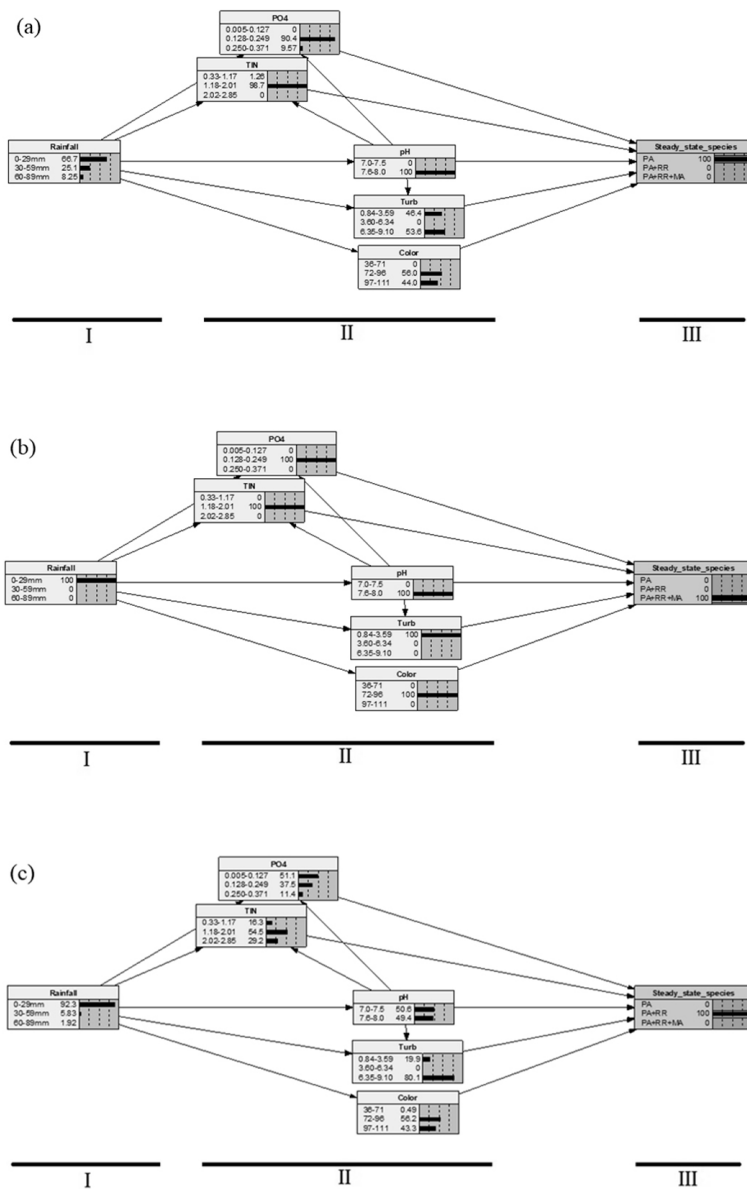 (a)
PO4
0.005-0.127 0
0.128-0.249 90.4
0.250-0.371 9.57
TIN
0.33-1.17 1.26
1.18-2.01 98.7
2.02-2.85 0
Rainfall
0-29mm 66.7
30-59mm 25.1
60-89mm 8.25
pH
7.0-7.5 0
7.6-8.0 100
Steady_state_species
PA 100
PA+RR 0
PA+RR+MA 0
Turb
0.84-3.59 46.4
3.60-6.34 0
6.35-9.10 53.6
Color
36-71 0
72-96 56.0
97-111 44.0
I II III
(b)
PO4
0.005-0.127 0
0.128-0.249 100
0.250-0.371 0
TIN
0.33-1.17 0
1.18-2.01 100
2.02-2.85 0
Rainfall
0-29mm 100
30-59mm 0
60-89mm 0
pH
7.0-7.5 0
7.6-8.0 100
Steady_state_species
PA 0
PA+RR 0
PA+RR+MA 100
Turb
0.84-3.59 100
3.60-6.34 0
6.35-9.10 0
Color
36-71 0
72-96 100
97-111 0
I II III
(c)
PO4
0.005-0.127 51.1
0.128-0.249 37.5
0.250-0.371 11.4
TIN
0.33-1.17 16.3
1.18-2.01 54.5
2.02-2.85 29.2
Rainfall
0-29mm 92.3
30-59mm 5.83
60-89mm 1.92
pH
7.0-7.5 50.6
7.6-8.0 49.4
Steady_state_species
PA 0
PA+RR 100
PA+RR+MA 0
Turb
0.84-3.59 19.9
3.60-6.34 0
6.35-9.10 80.1
Color
36-71 0.49
72-96 56.2
97-111 43.3
I II III